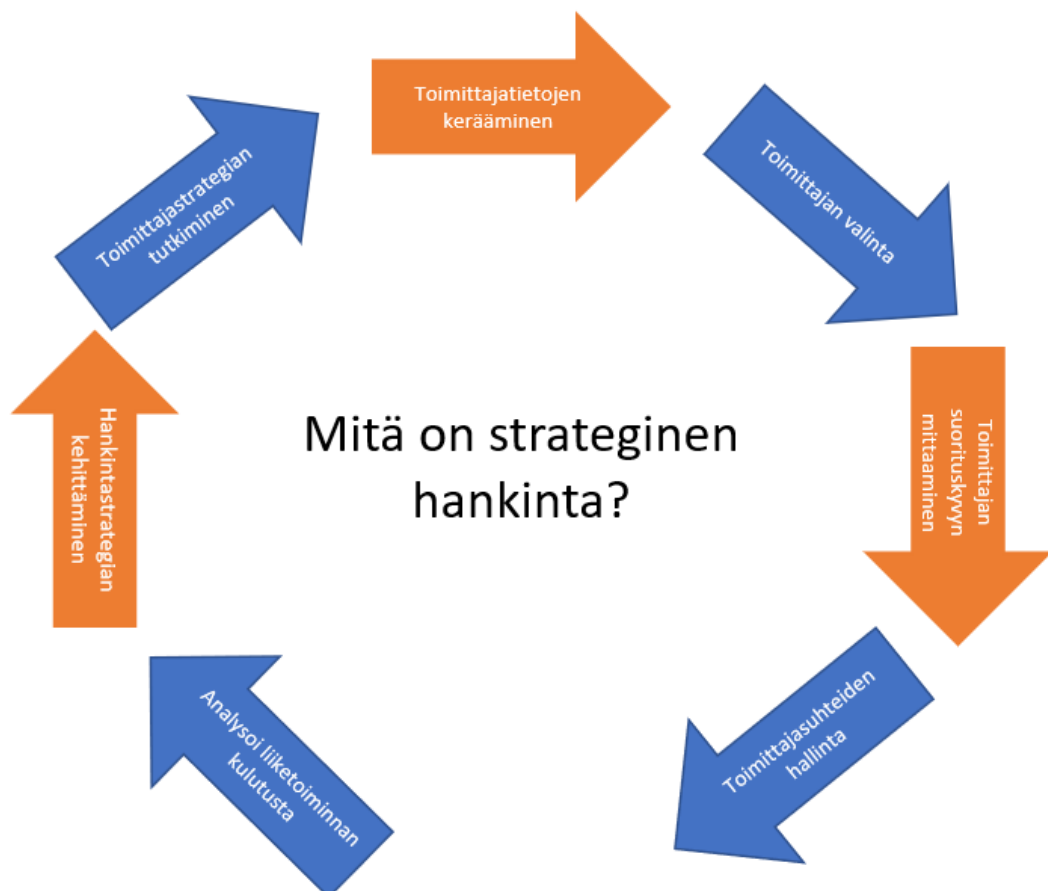 Toimittajatietojen
kerääminen
Toimittajan valinta
Toimittajan
suorituskyvyn
mittaaminen
Toimittajasuhteiden
hallinta
Analysoi liiketoiminnan
kulutusta
Hankintastrategian
kehittäminen
Toimittajastrategian
tutkiminen
Mitä on strateginen
hankinta?